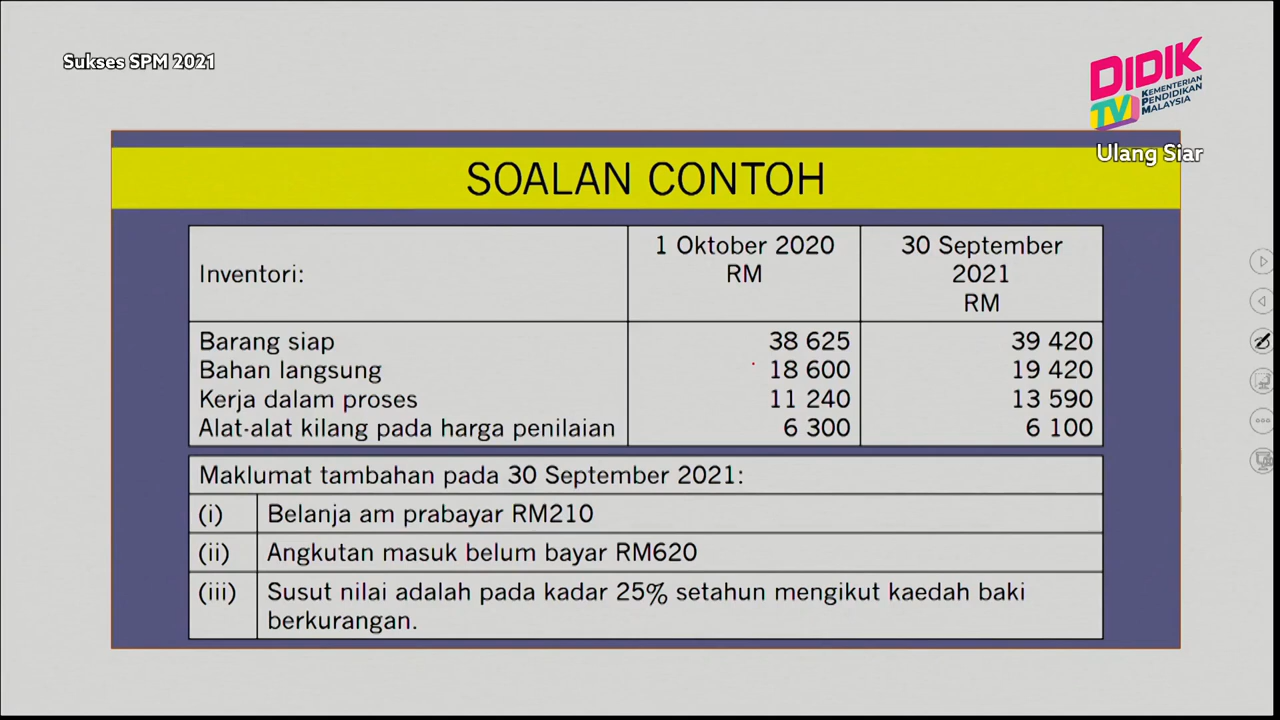 Sukses SPM 2021
DIDIK
TV
KEMENTERIAN
PENDIDIKAN
MALAYSIA
Ulang Siar
SOALAN CONTOH
Inventori:
1 Oktober 2020
RM
30 September
2021
RM
Barang siap 38 625 39 420
Bahan langsung 18 600 19 420
Kerja dalam proses 11 240 13 590
Alat-alat kilang pada harga penilaian 6 300 6 100
Maklumat tambahan pada 30 September 2021:
(i) Belanja am prabayar RM210
(ii) Angkutan masuk belum bayar RM620
(iii) Susut nilai adalah pada kadar 25% setahun mengikut kaedah baki
berkurangan.